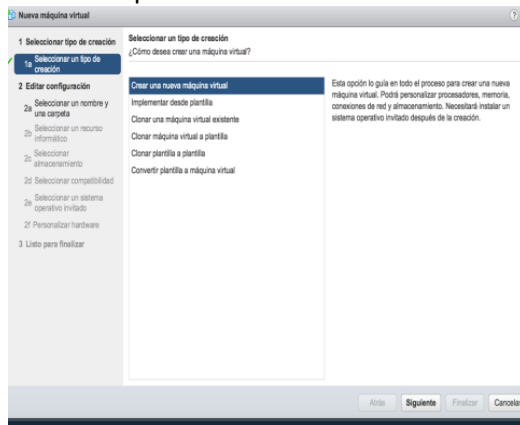 Nueva máquina virtual
1 Seleccionar tipo de creación
1a Seleccionar un tipo de
creación
2 Editar configuración
2a Seleccionar un nombre y
una carpeta
2b Seleccionar un recurso
informático
2c Seleccionar
almacenamiento
2d Seleccionar compatibilidad
2e Seleccionar un sistema
operativo invitado
2f Personalizar hardware
3 Listo para finalizar
Seleccionar un tipo de creación
¿Cómo desea crear una máquina virtual?
Crear una nueva máquina virtual
Implementar desde plantilla
Clonar una máquina virtual existente
Clonar máquina virtual a plantilla
Clonar plantilla a plantilla
Convertir plantilla a máquina virtual
Esta opción lo guía en todo el proceso para crear una nueva
máquina virtual. Podrá personalizar procesadores, memoria,
conexiones de red y almacenamiento. Necesitará instalar un
sistema operativo invitado después de la creación.
Atrás
Siguiente
Finalizar
Cancelar